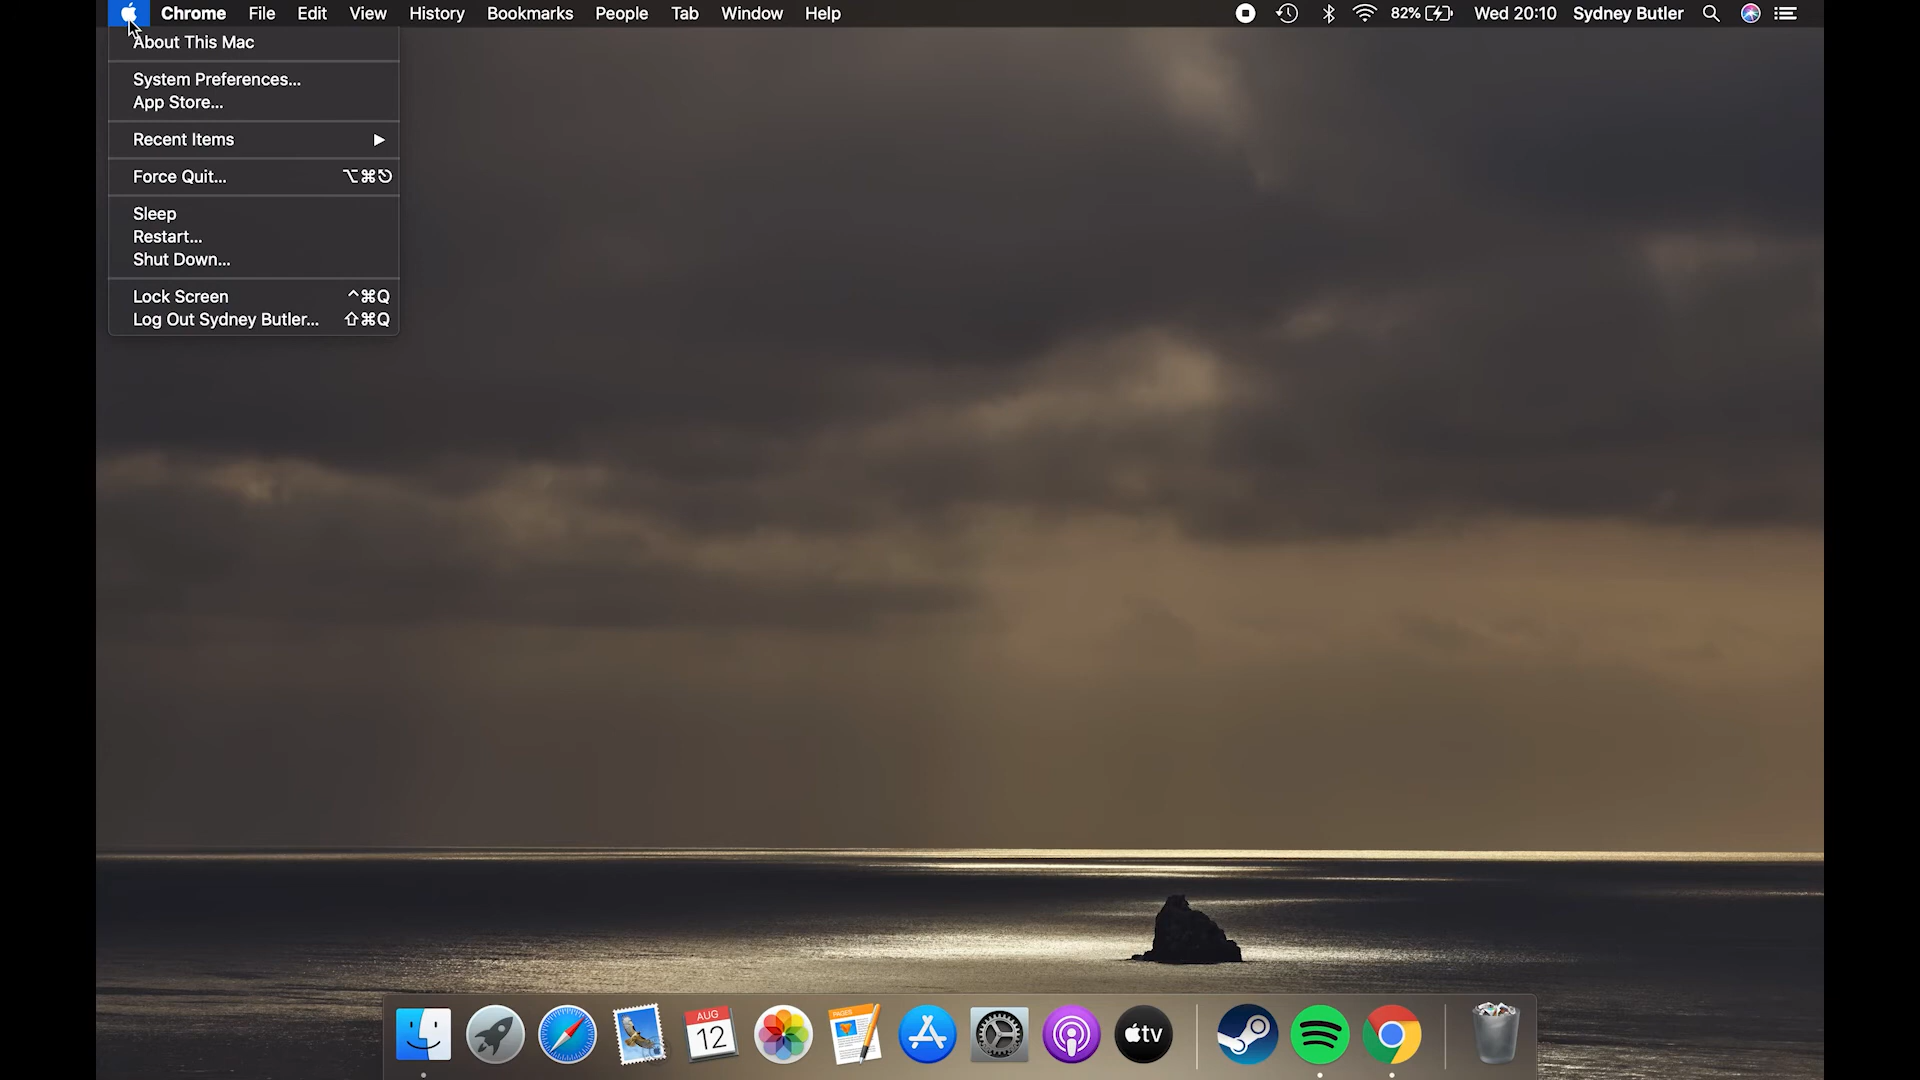 Chrome File Edit View History Bookmarks People Tab Window Help 82% Wed 20:10 Sydney Butler
About This Mac
System Preferences...
App Store...
Recent Items ▶
Force Quit... ⌥⌘⎋
Sleep
Restart...
Shut Down...
Lock Screen ^⌘Q
Log Out Sydney Butler... ⇧⌘Q
AUG
12
PAGES
tv